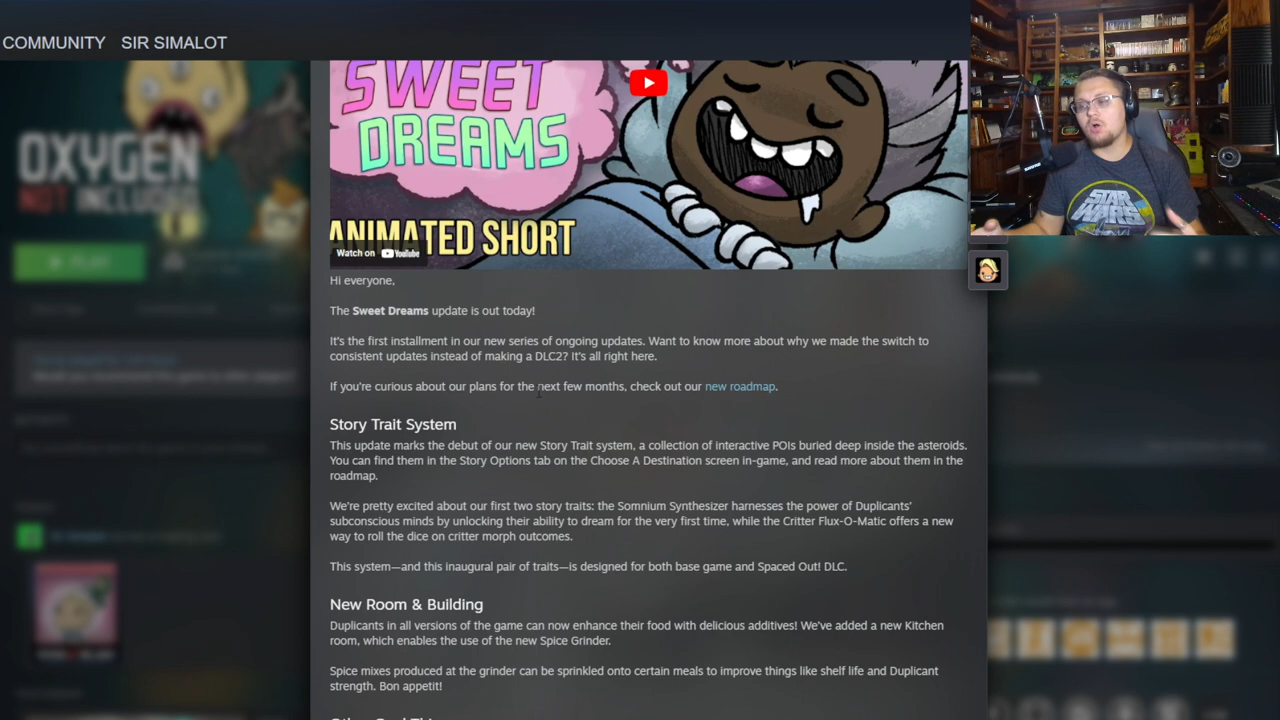 COMMUNITY SIR SIMALOT
OXYGEN
NOT INCLUDED
SWEET
DREAMS
ANIMATED SHORT
Watch on YouTube
STAR
WARS
Hi everyone,
The Sweet Dreams update is out today!
It's the first installment in our new series of ongoing updates. Want to know more about why we made the switch to
consistent updates instead of making a DLC2? It's all right here.
If you're curious about our plans for the next few months, check out our new roadmap.
Story Trait System
This update marks the debut of our new Story Trait system, a collection of interactive POIs buried deep inside the asteroids.
You can find them in the Story Options tab on the Choose A Destination screen in-game, and read more about them in the
roadmap.
We're pretty excited about our first two story traits: the Somnium Synthesizer harnesses the power of Duplicants'
subconscious minds by unlocking their ability to dream for the very first time, while the Critter Flux-O-Matic offers a new
way to roll the dice on critter morph outcomes.
This system—and this inaugural pair of traits—is designed for both base game and Spaced Out! DLC.
New Room & Building
Duplicants in all versions of the game can now enhance their food with delicious additives! We've added a new Kitchen
room, which enables the use of the new Spice Grinder.
Spice mixes produced at the grinder can be sprinkled onto certain meals to improve things like shelf life and Duplicant
strength. Bon appetit!